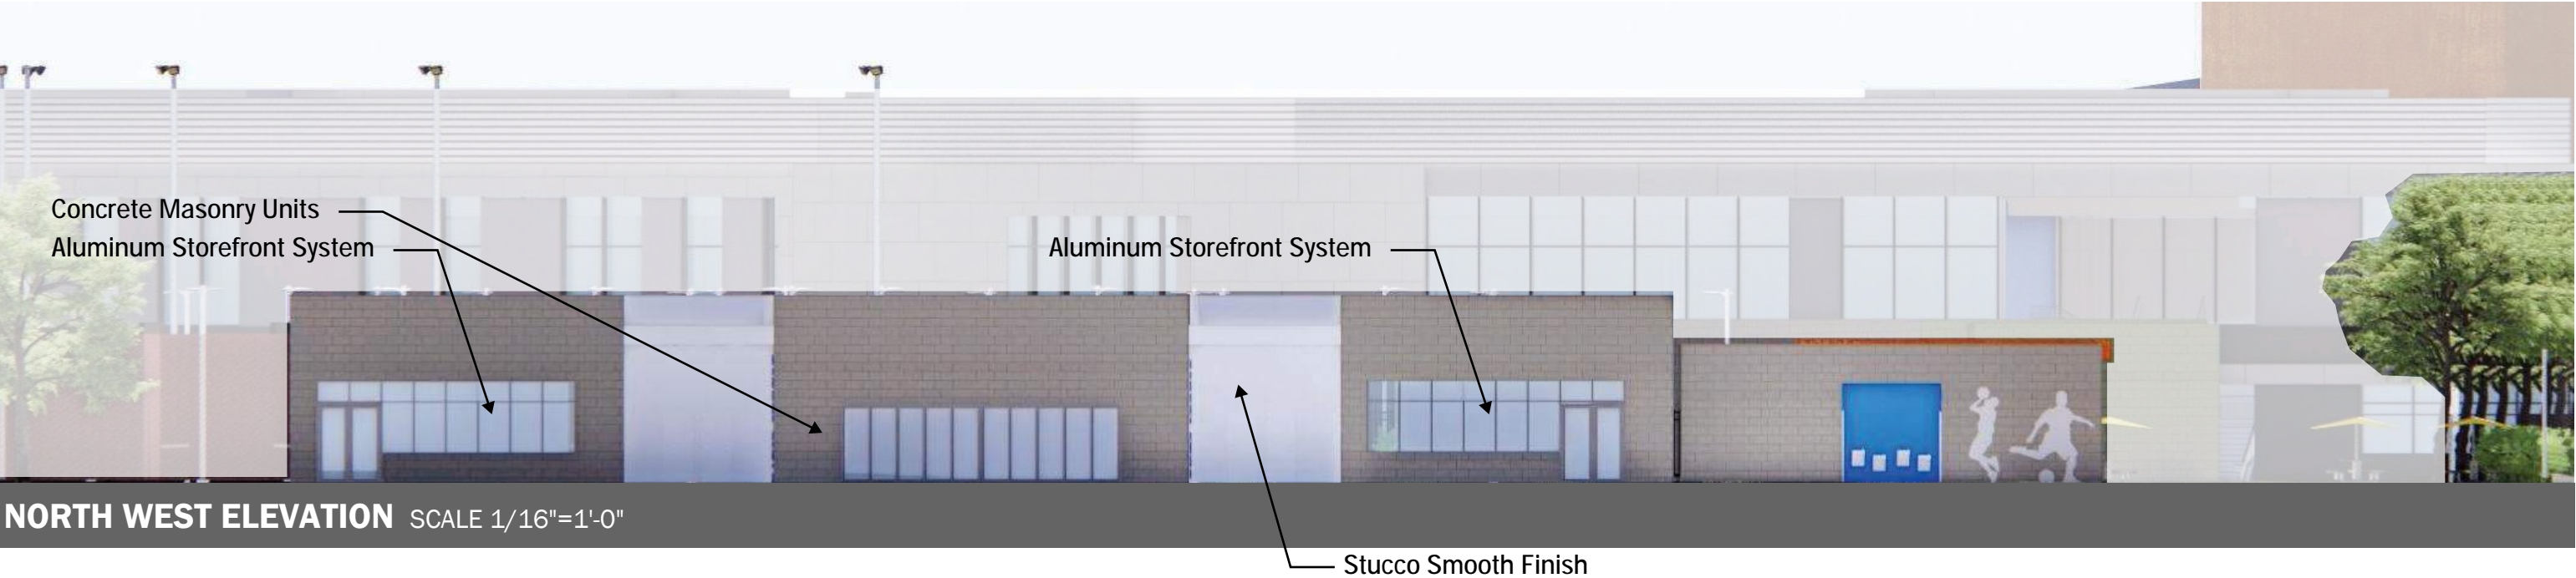 Concrete Masonry Units
Aluminum Storefront System
Aluminum Storefront System
NORTH WEST ELEVATION SCALE 1/16"=1'-0"
Stucco Smooth Finish